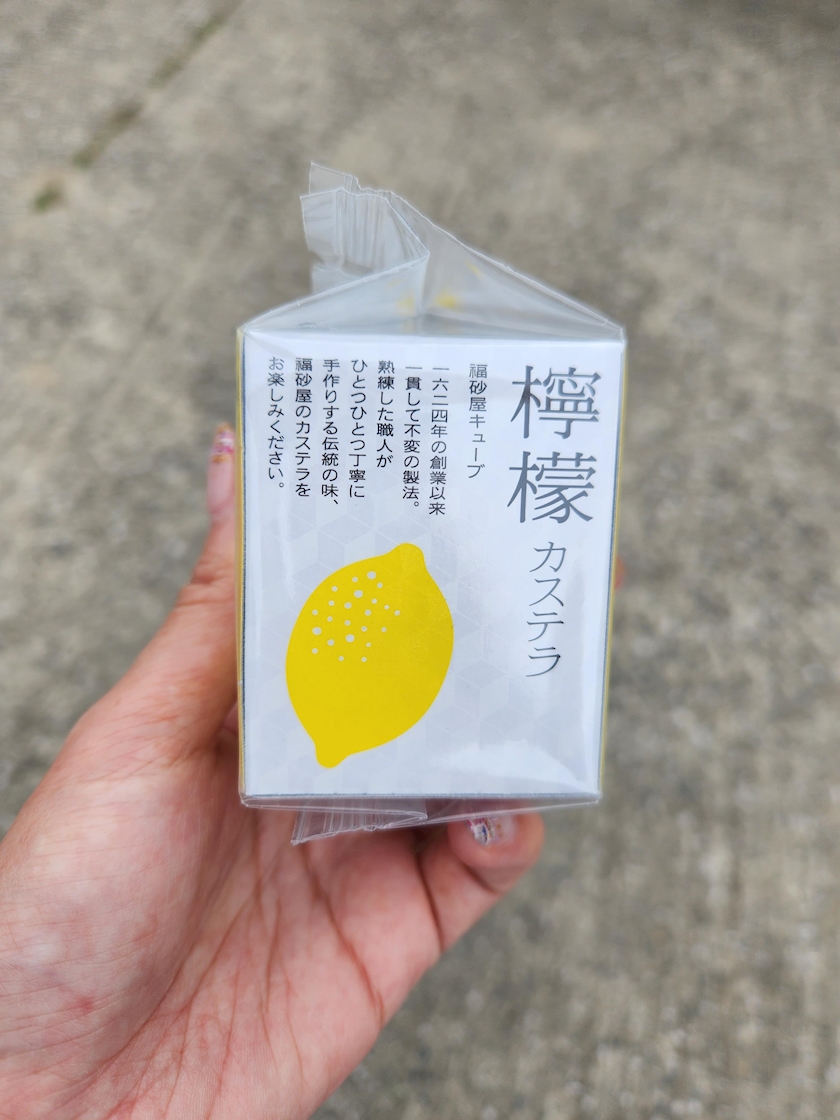 檸檬カステラ
福砂屋キューブ
一六二四年の創業以来
一貫して不変の製法。
熟練した職人が
ひとつひとつ丁寧に
手作りする伝統の味、
福砂屋のカステラを
お楽しみください。